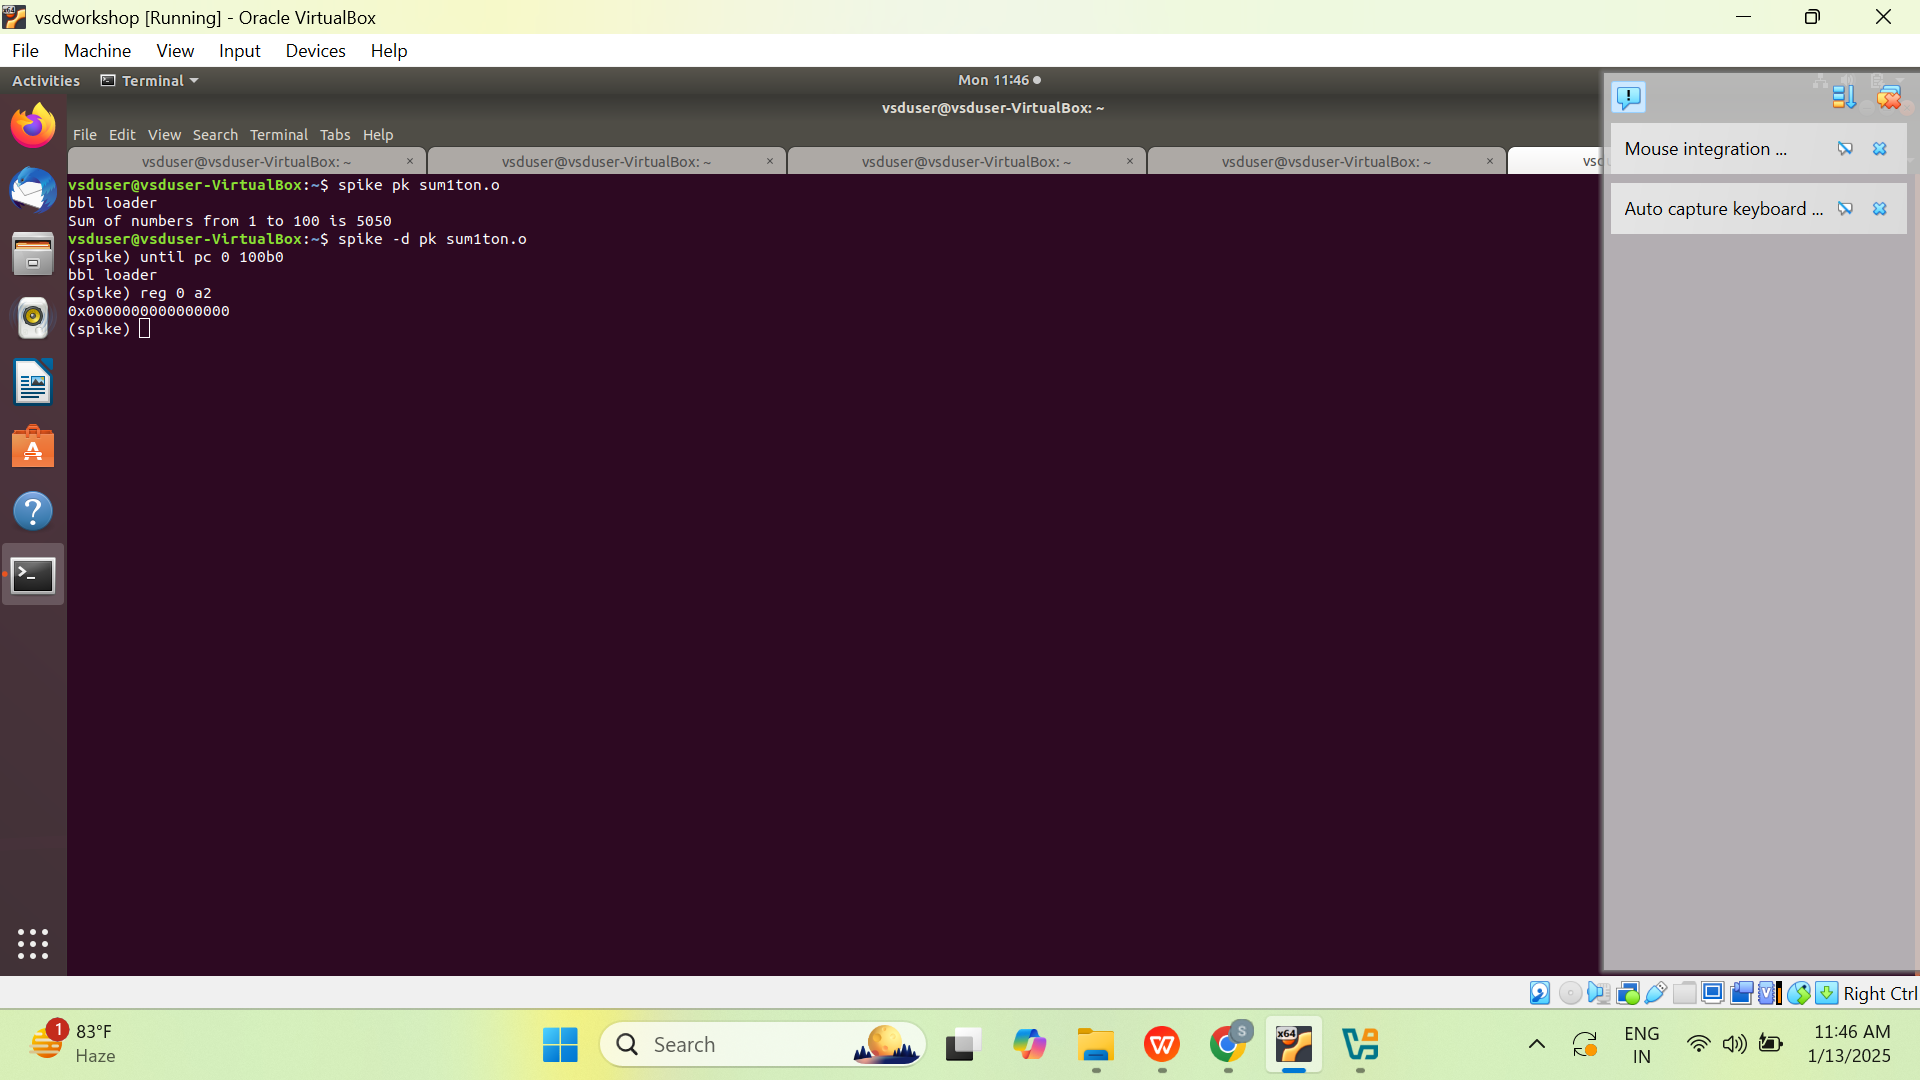 vsdworkshop [Running] - Oracle VirtualBox
File Machine View Input Devices Help
Activities Terminal Mon 11:46
vsduser@vsduser-VirtualBox: ~
File Edit View Search Terminal Tabs Help
vsduser@vsduser-VirtualBox: ~ × vsduser@vsduser-VirtualBox: ~ × vsduser@vsduser-VirtualBox: ~ × vsduser@vsduser-VirtualBox: ~ ×
Mouse integration ...
Auto capture keyboard ...
vsduser@vsduser-VirtualBox:~$ spike pk sum1ton.o
bbl loader
Sum of numbers from 1 to 100 is 5050
vsduser@vsduser-VirtualBox:~$ spike -d pk sum1ton.o
(spike) until pc 0 100b0
bbl loader
(spike) reg 0 a2
0x0000000000000000
(spike)
Right Ctrl
1 83°F
Haze
Search
S
x64
ENG
IN
11:46 AM
1/13/2025